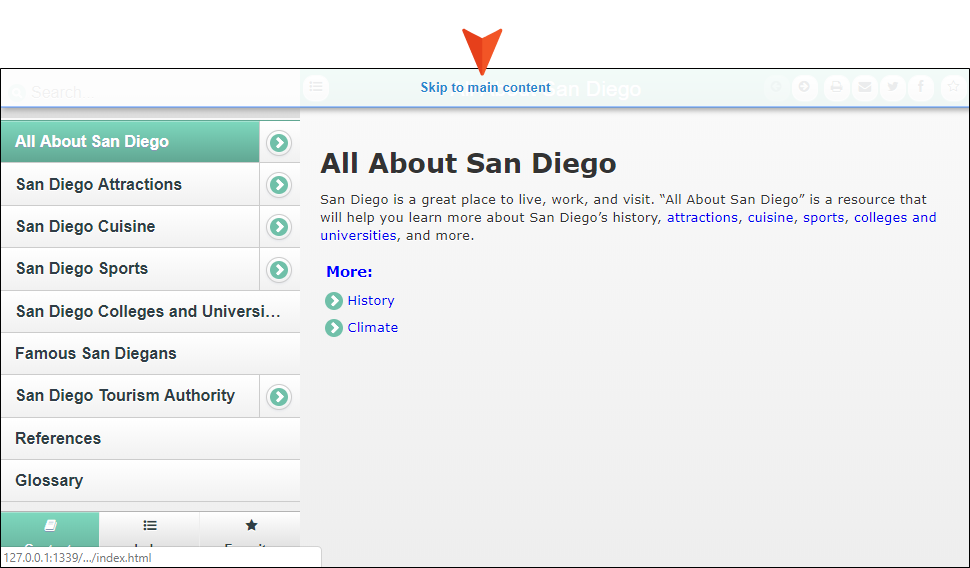 Search
Skip to main content
San Diego
All About San Diego
San Diego Attractions
San Diego Cuisine
San Diego Sports
San Diego Colleges and Universi...
Famous San Diegans
San Diego Tourism Authority
References
Glossary
127.0.0.1:1339/.../index.html
All About San Diego
San Diego is a great place to live, work, and visit. “All About San Diego” is a resource that
will help you learn more about San Diego’s history, attractions, cuisine, sports, colleges and
universities, and more.
More:
History
Climate